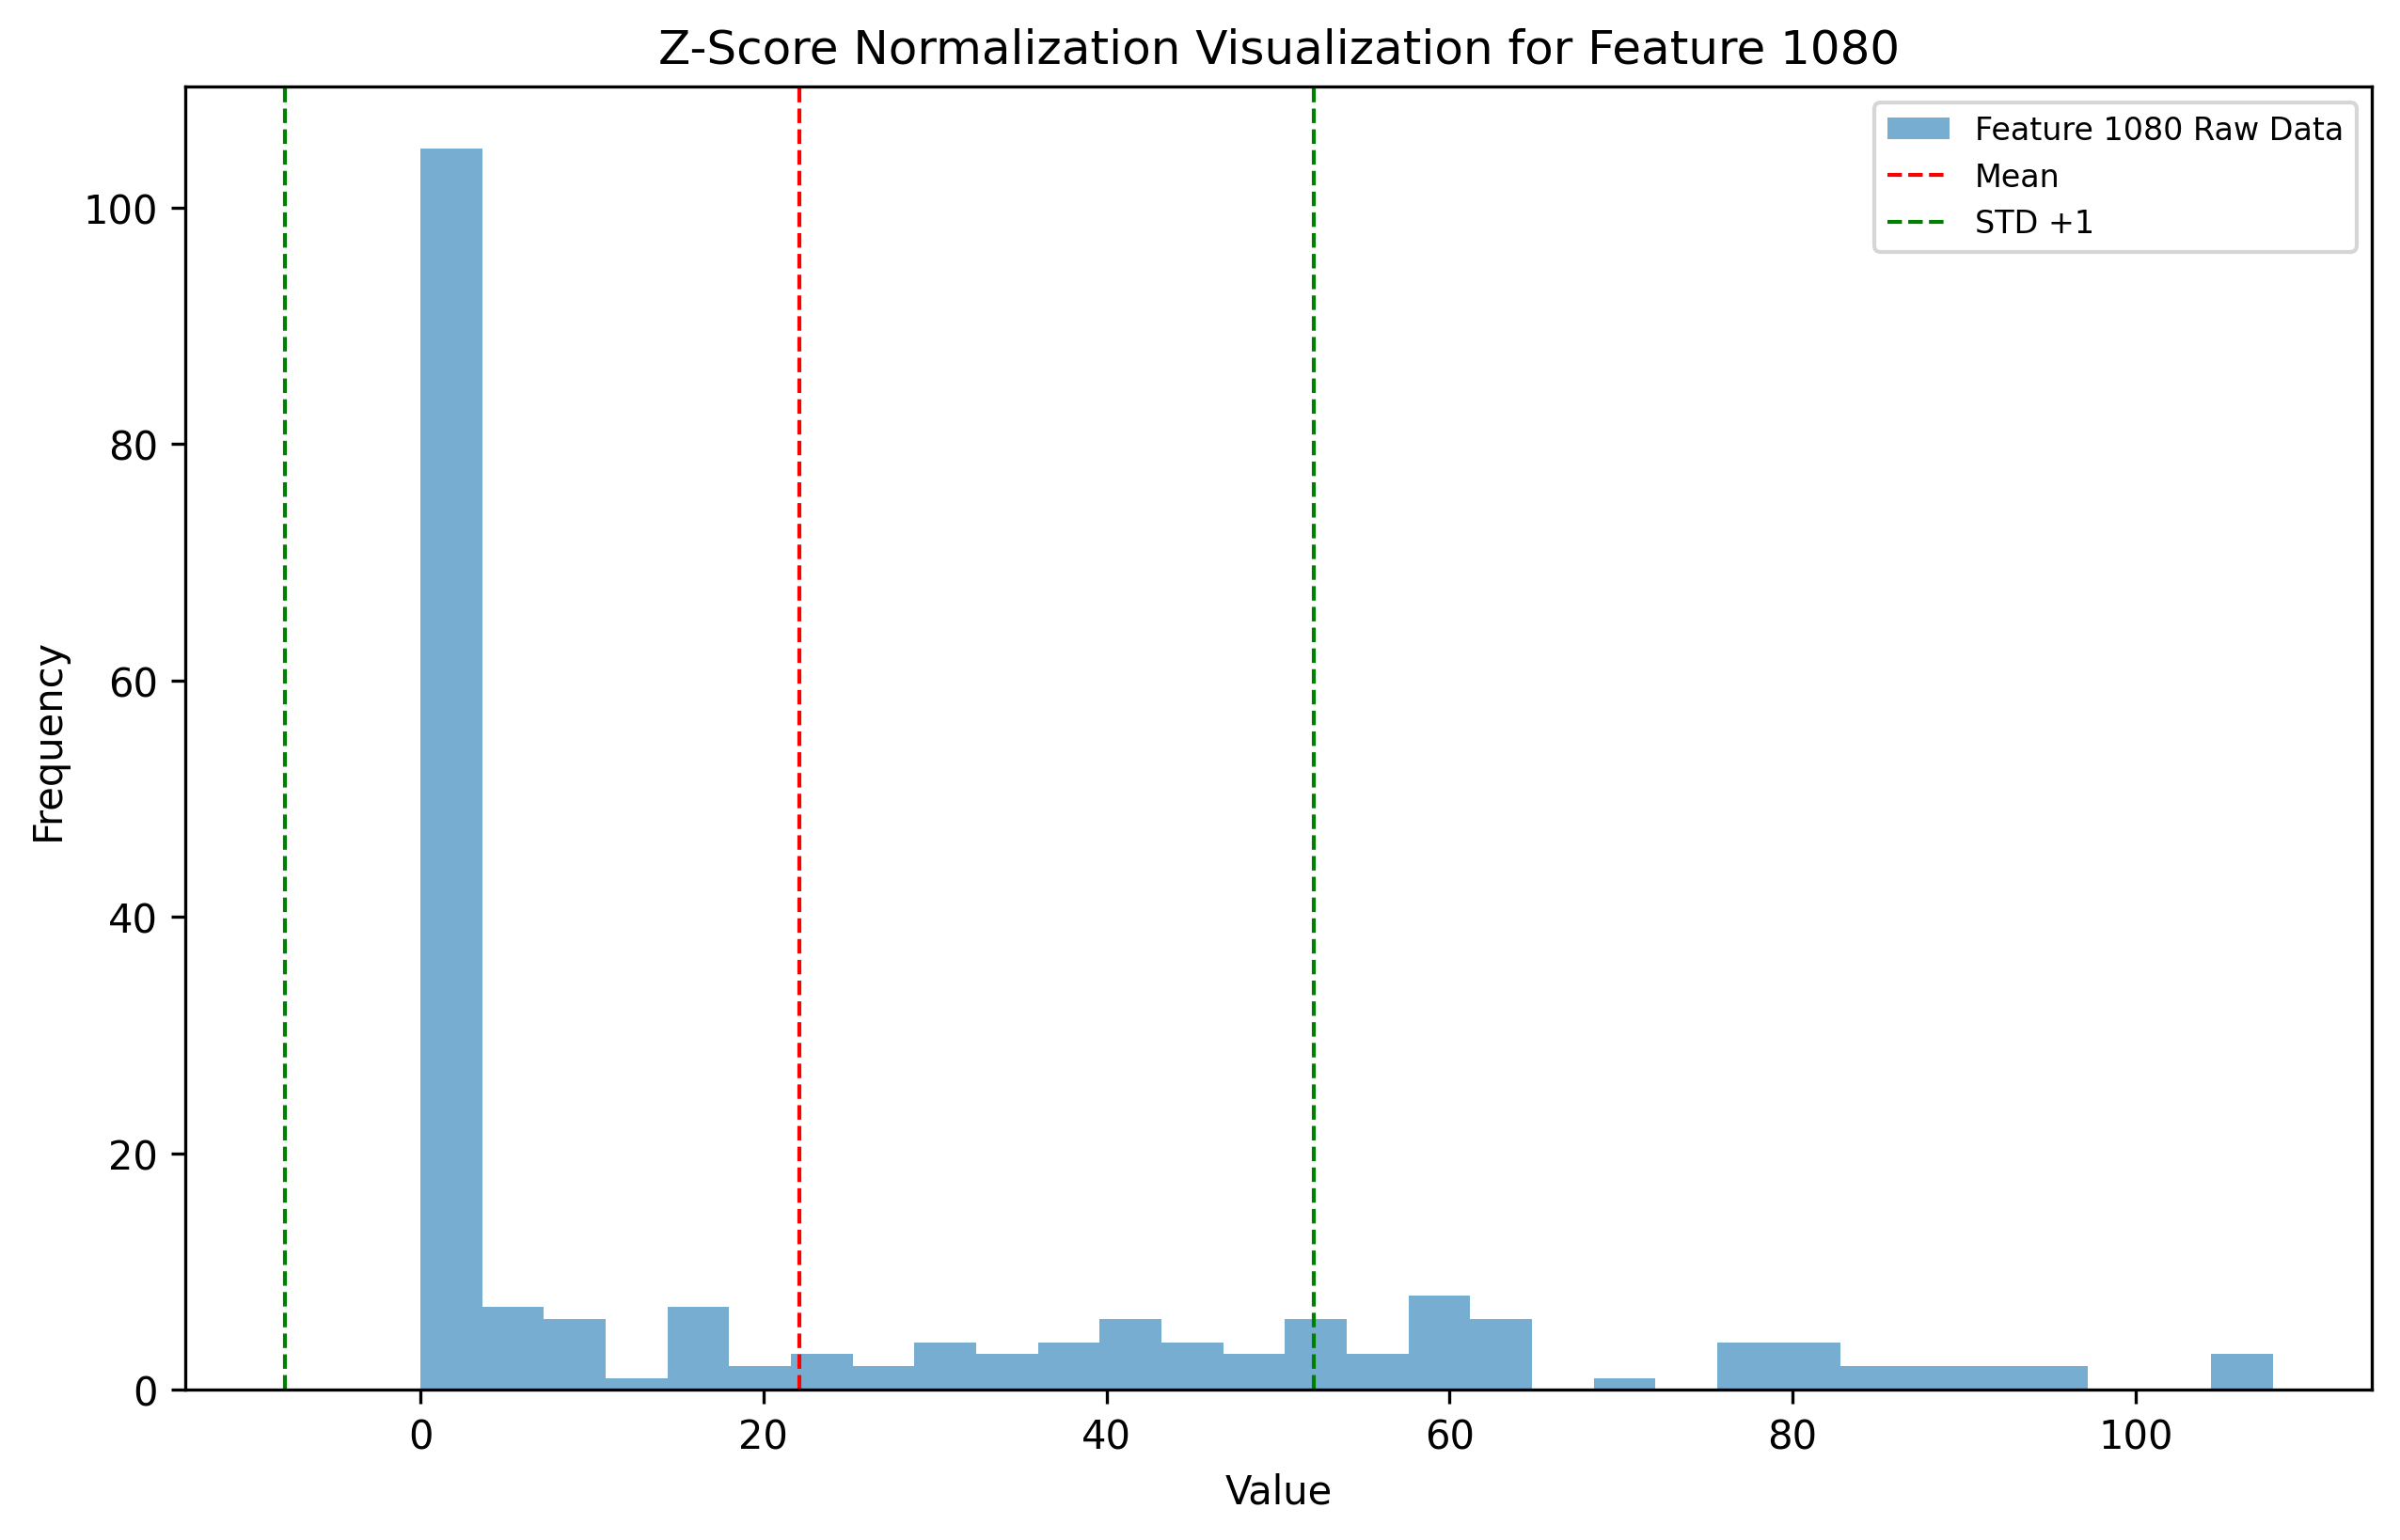 Z-Score Normalization Visualization for Feature 1080
Feature 1080 Raw Data
Mean
STD +1
Frequency
100
80
60
40
20
0
0 20 40 60 80 100
Value